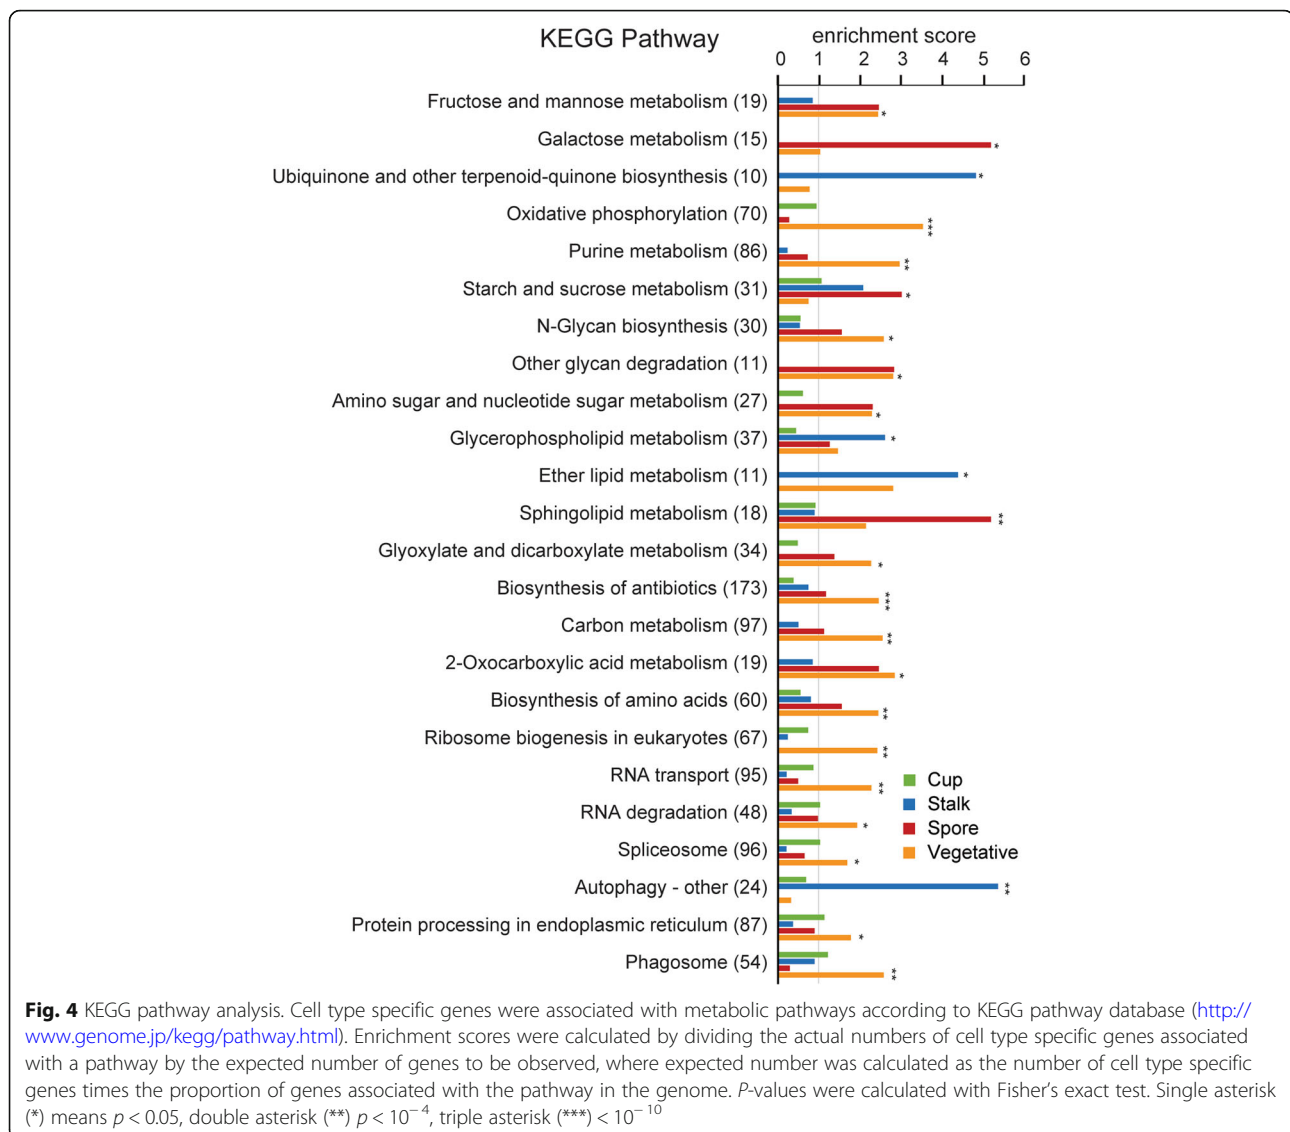 KEGG Pathway
enrichment score
0 1 2 3 4 5 6
Fructose and mannose metabolism (19)
*
Galactose metabolism (15)
*
Ubiquinone and other terpenoid-quinone biosynthesis (10)
*
Oxidative phosphorylation (70)
***
Purine metabolism (86)
**
Starch and sucrose metabolism (31)
*
N-Glycan biosynthesis (30)
*
Other glycan degradation (11)
*
Amino sugar and nucleotide sugar metabolism (27)
*
Glycerophospholipid metabolism (37)
*
Ether lipid metabolism (11)
*
Sphingolipid metabolism (18)
**
Glyoxylate and dicarboxylate metabolism (34)
*
Biosynthesis of antibiotics (173)
***
Carbon metabolism (97)
**
2-Oxocarboxylic acid metabolism (19)
*
Biosynthesis of amino acids (60)
**
Ribosome biogenesis in eukaryotes (67)
**
RNA transport (95)
**
RNA degradation (48)
*
Spliceosome (96)
*
Autophagy - other (24)
**
Protein processing in endoplasmic reticulum (87)
*
Phagosome (54)
**
Cup
Stalk
Spore
Vegetative
Fig. 4 KEGG pathway analysis. Cell type specific genes were associated with metabolic pathways according to KEGG pathway database (http://
www.genome.jp/kegg/pathway.html). Enrichment scores were calculated by dividing the actual numbers of cell type specific genes associated
with a pathway by the expected number of genes to be observed, where expected number was calculated as the number of cell type specific
genes times the proportion of genes associated with the pathway in the genome. P-values were calculated with Fisher's exact test. Single asterisk
(*) means p < 0.05, double asterisk (**) p < 10⁻⁴, triple asterisk (***) < 10⁻¹⁰